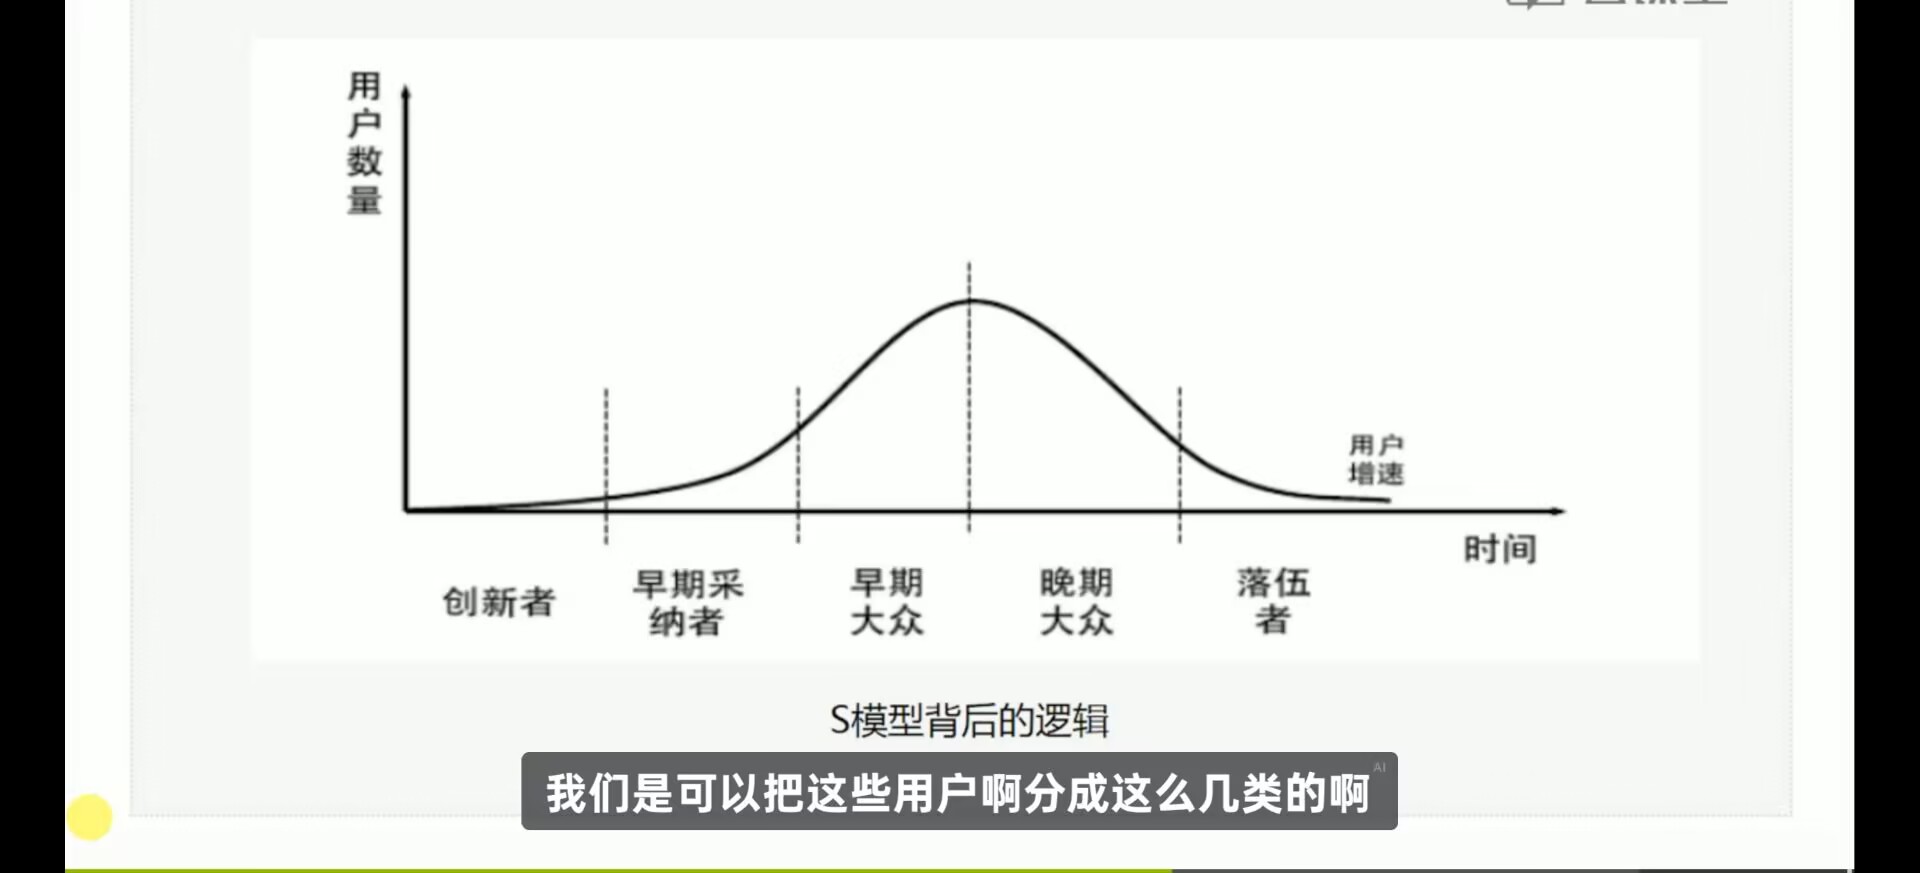 用户数量
用户
增速
时间
创新者
早期采
纳者
早期
大众
晚期
大众
落伍
者
S模型背后的逻辑
我们是可以把这些用户啊分成这么几类的啊
AI